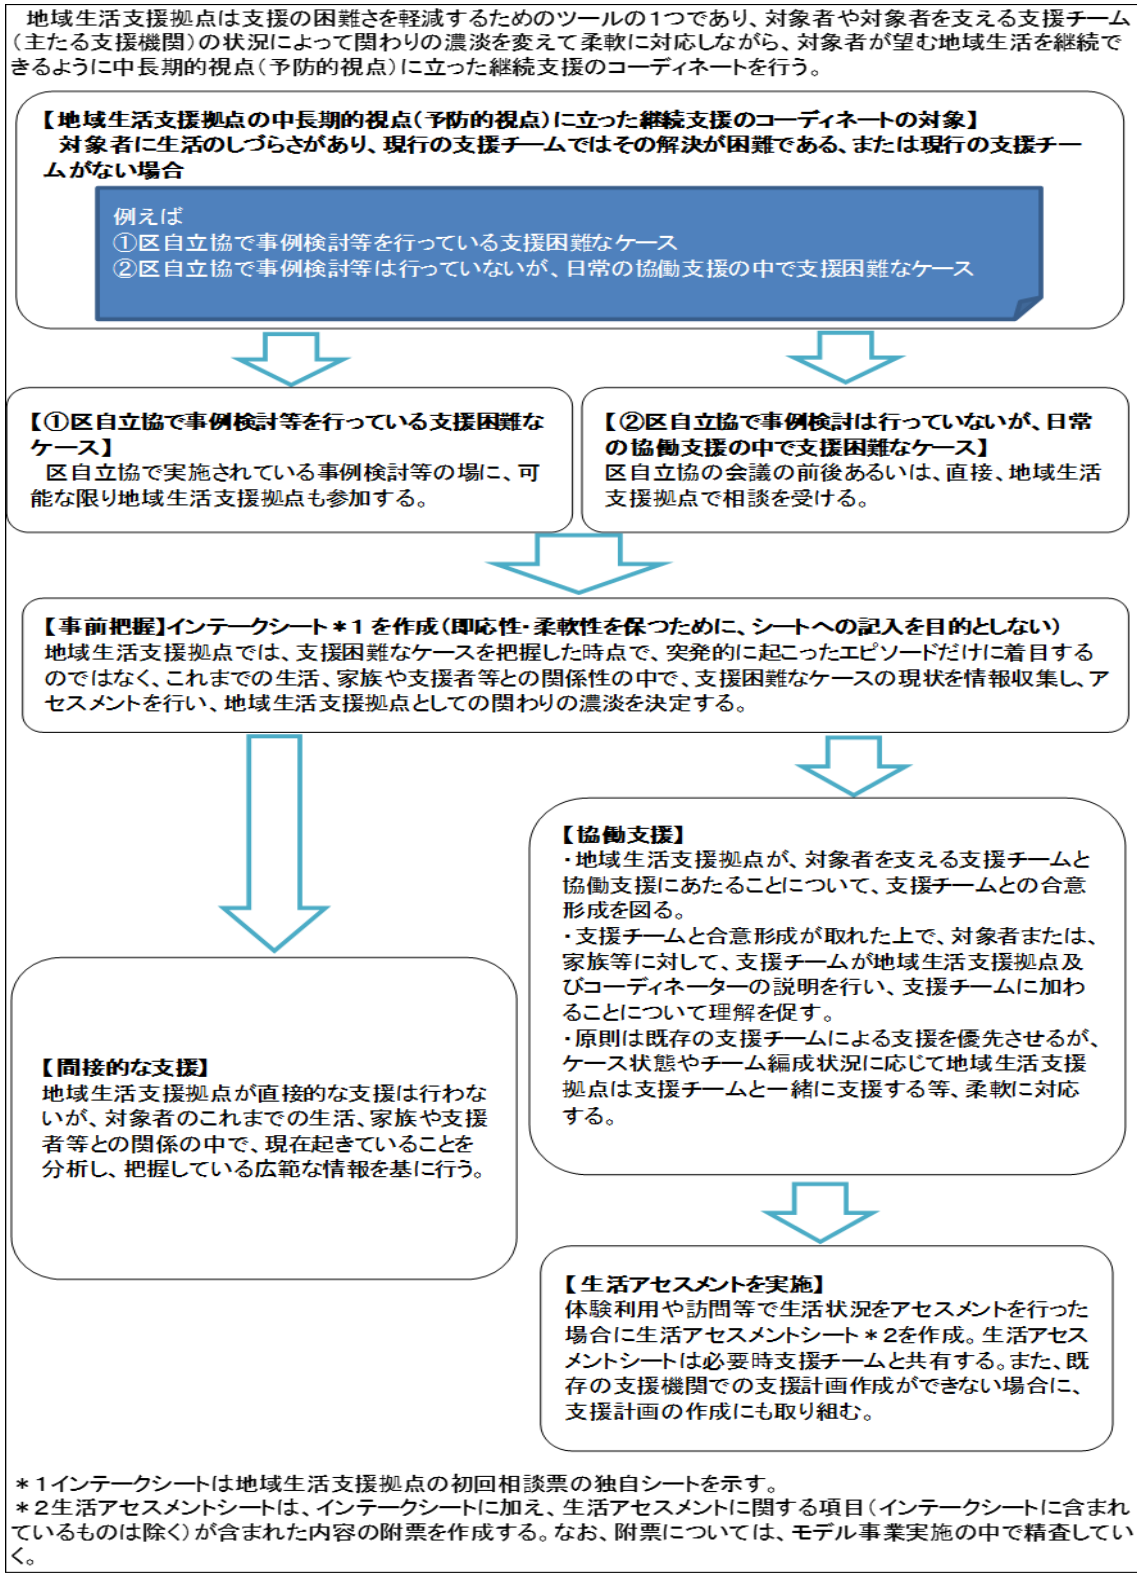 地域生活支援拠点は支援の困難さを軽減するためのツールの1つであり、対象者や対象者を支える支援チーム
(主たる支援機関)の状況によって関わりの濃淡を変えて柔軟に対応しながら、対象者が望む地域生活を継続で
きるように中長期的視点(予防的視点)に立った継続支援のコーディネートを行う。
【地域生活支援拠点の中長期的視点(予防的視点)に立った継続支援のコーディネートの対象】
対象者に生活のしづらさがあり、現行の支援チームではその解決が困難である、または現行の支援チー
ムがない場合
例えば
①区自立協で事例検討等を行っている支援困難なケース
②区自立協で事例検討等は行っていないが、日常の協働支援の中で支援困難なケース
【①区自立協で事例検討等を行っている支援困難な
ケース】
区自立協で実施されている事例検討等の場に、可
能な限り地域生活支援拠点も参加する。
【②区自立協で事例検討は行っていないが、日常
の協働支援の中で支援困難なケース】
区自立協の会議の前後あるいは、直接、地域生活
支援拠点で相談を受ける。
【事前把握】インテークシート*1を作成(即応性・柔軟性を保つために、シートへの記入を目的としない)
地域生活支援拠点では、支援困難なケースを把握した時点で、突発的に起こったエピソードだけに着目する
のではなく、これまでの生活、家族や支援者等との関係性の中で、支援困難なケースの現状を情報収集し、ア
セスメントを行い、地域生活支援拠点としての関わりの濃淡を決定する。
【協働支援】
・地域生活支援拠点が、対象者を支える支援チームと
協働支援にあたることについて、支援チームとの合意
形成を図る。
・支援チームと合意形成が取れた上で、対象者または、
家族等に対して、支援チームが地域生活支援拠点及
びコーディネーターの説明を行い、支援チームに加わ
ることについて理解を促す。
・原則は既存の支援チームによる支援を優先させるが、
ケース状態やチーム編成状況に応じて地域生活支援
拠点は支援チームと一緒に支援する等、柔軟に対応
する。
【間接的な支援】
地域生活支援拠点が直接的な支援は行わな
いが、対象者のこれまでの生活、家族や支援
者等との関係の中で、現在起きていることを
分析し、把握している広範な情報を基に行う。
【生活アセスメントを実施】
体験利用や訪問等で生活状況をアセスメントを行った
場合に生活アセスメントシート*2を作成。生活アセス
メントシートは必要時支援チームと共有する。また、既
存の支援機関での支援計画作成ができない場合に、
支援計画の作成にも取り組む。
*1インテークシートは地域生活支援拠点の初回相談票の独自シートを示す。
*2生活アセスメントシートは、インテークシートに加え、生活アセスメントに関する項目(インテークシートに含まれ
ているものは除く)が含まれた内容の附票を作成する。なお、附票については、モデル事業実施の中で精査してい
く。